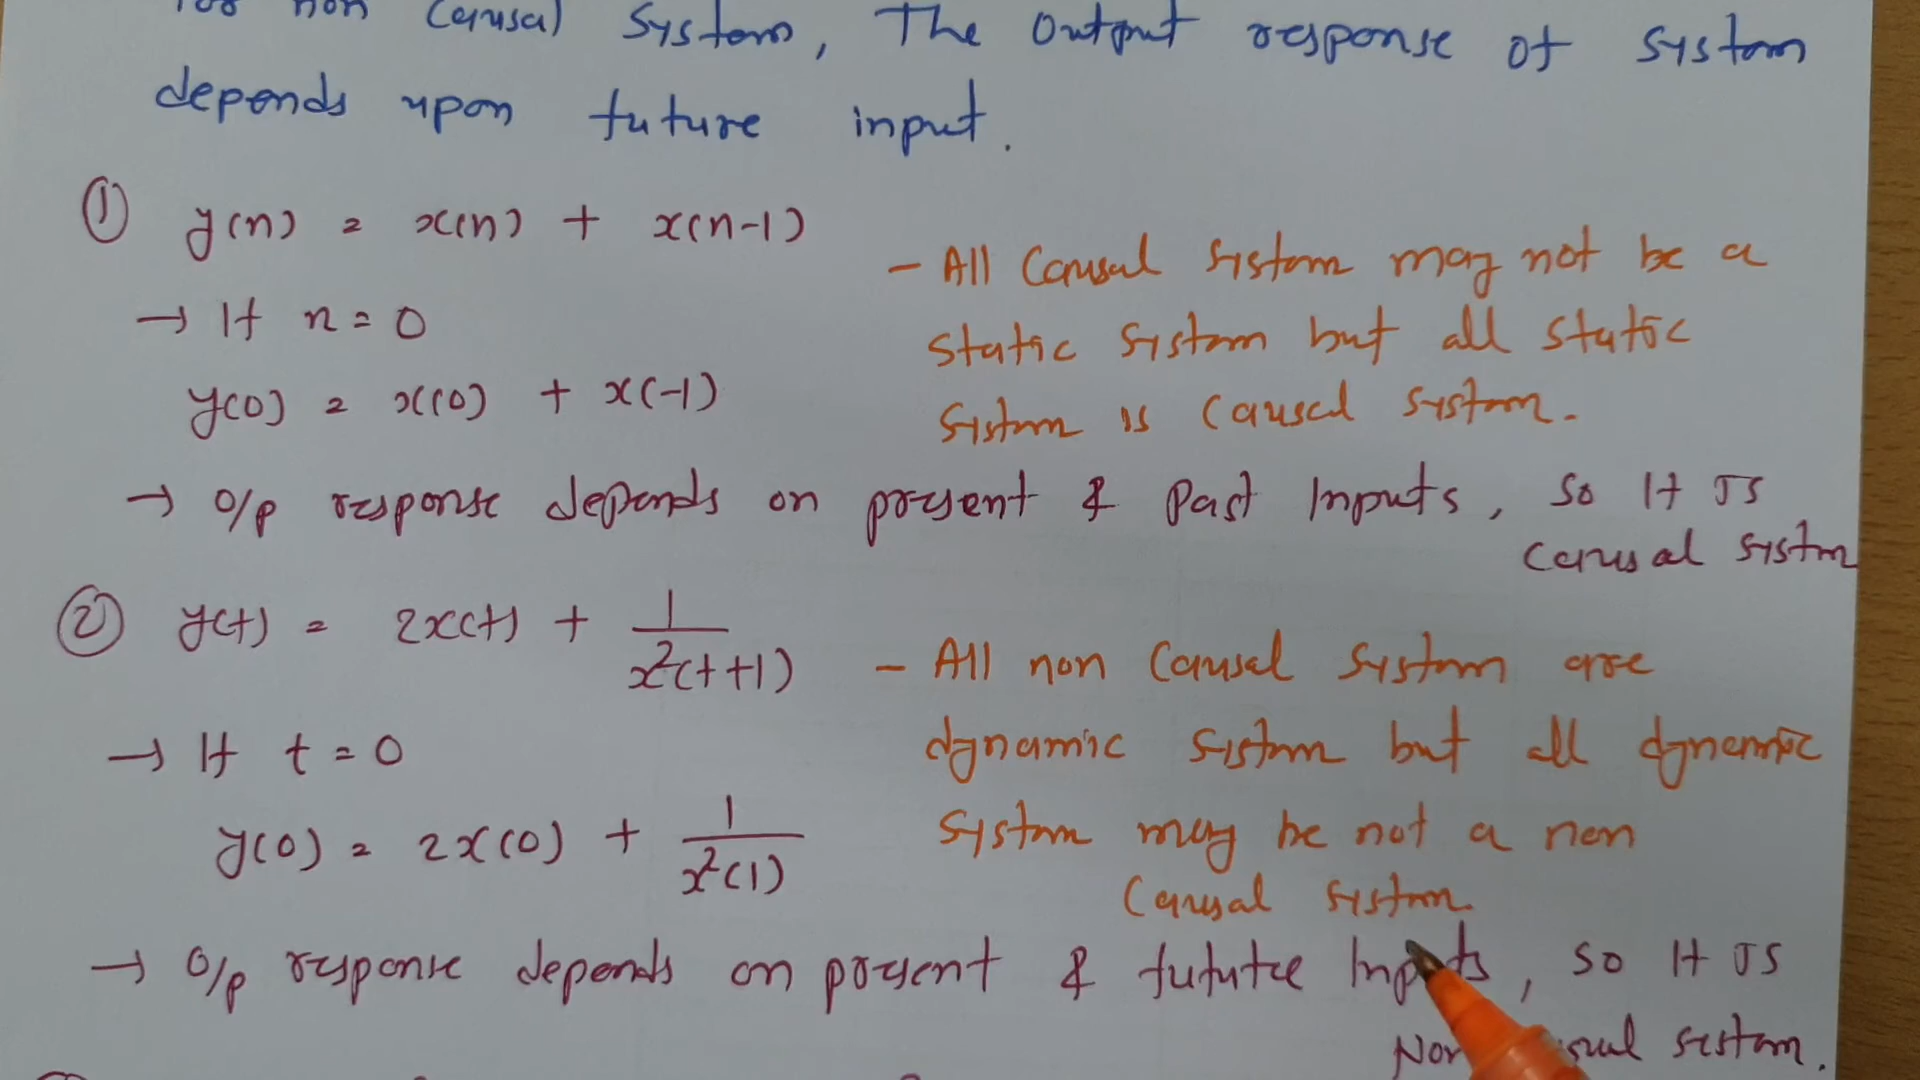 For non Causal System, The Output response of System
depends upon future input.
① y(n) = x(n) + x(n-1)
→ If n = 0
y(0) = x(0) + x(-1)
- All Causal System may not be a
Static System but all Static
System is Causal System.
→ O/p response depends on present & Past Inputs, So It Is
Causal System
② y(t) = 2x(t) + 1/x²(t+1)
→ If t = 0
y(0) = 2x(0) + 1/x²(1)
- All non Causal System are
dynamic System but all dynamic
System may be not a non
Causal System.
→ O/p response depends on present & future Inputs, So It Is
System.